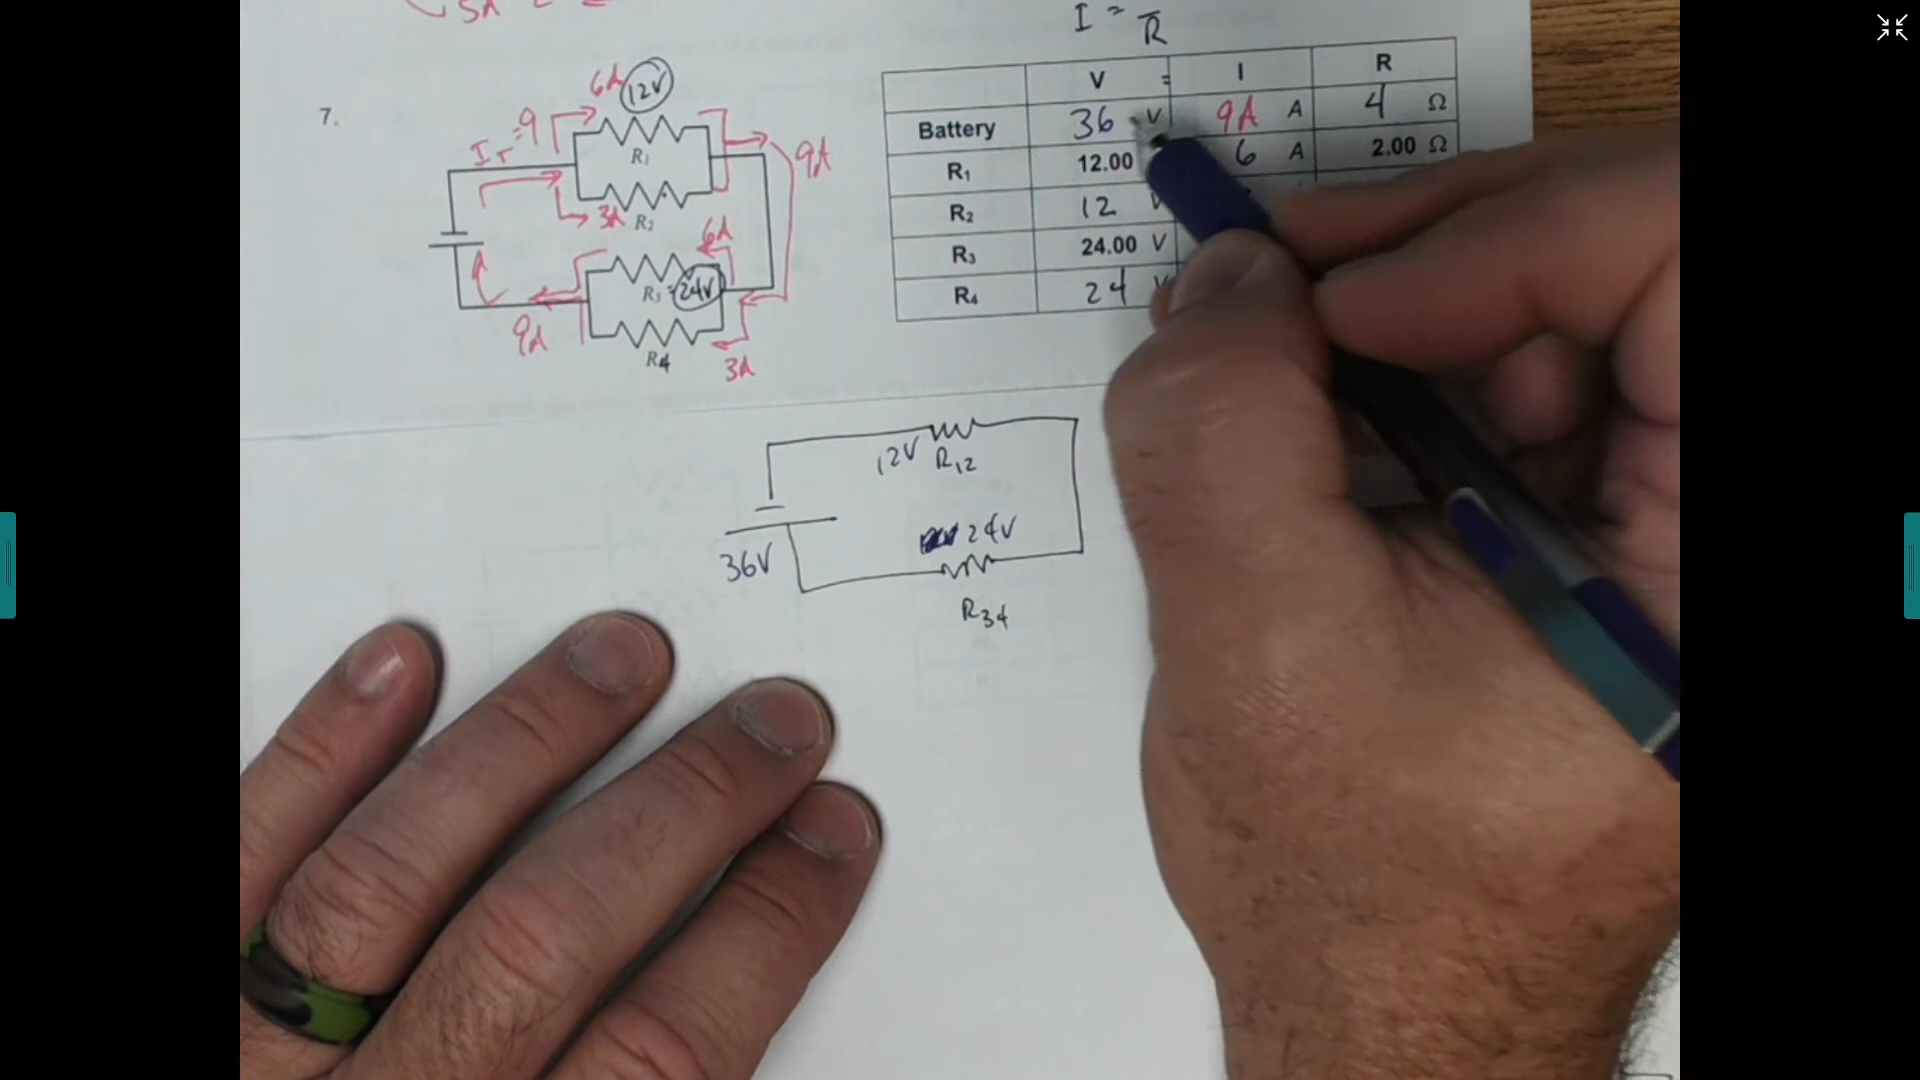 3A
I =
R
7.
6A 12V
I T =9
R1
9A
3A R2
6A
R3 =24V
9A
R4
3A
V = I R
Battery 36 V 9A A 4 Ω
R1 12.00 6 A 2.00 Ω
R2 12 V
R3 24.00 V
R4 24 V
12V R12
24V
36V
R34